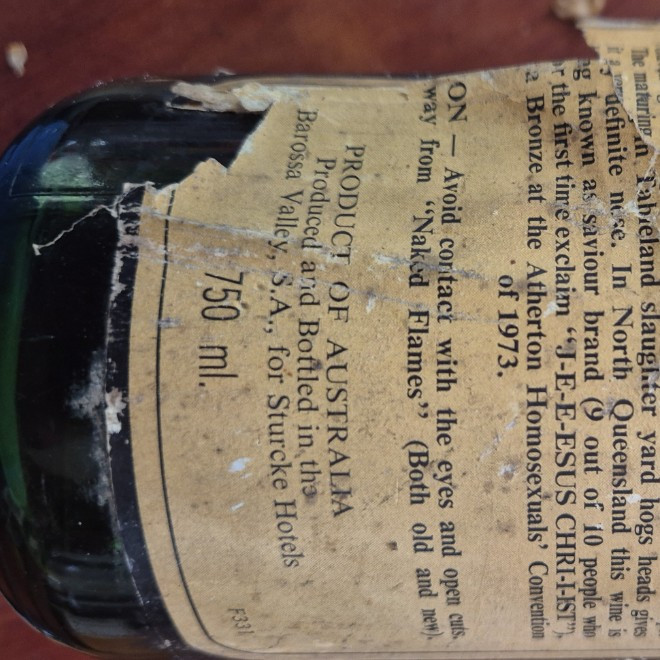 The maturing in Tableland slaughter yard hogs heads gives
it a very definite nose. In North Queensland this wine is
known as saviour brand (9 out of 10 people who
the first time exclaim “J-E-E-ESUS CHRI-I-IST”),
a Bronze at the Atherton Homosexuals’ Convention
of 1973.
ON — Avoid contact with the eyes and open cuts.
way from “Naked Flames” (Both old and new).
PRODUCT OF AUSTRALIA
Produced and Bottled in the
Barossa Valley, S.A., for Sturcke Hotels
750 ml.
F331